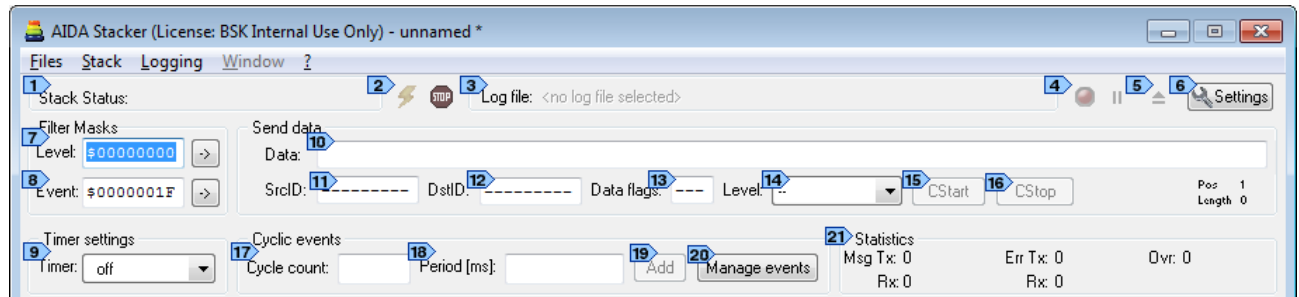 AIDA Stacker (License: BSK Internal Use Only) - unnamed *
Files Stack Logging Window ?
1 2 3 4 5 6
Stack Status: STOP Log file: <no log file selected> Settings
Filter Masks Send data
7 Level: $00000000 -> 10 Data:
8 Event: $0000001F -> SrcID: 11 --------- DstID: 12 --------- Data flags: 13 --- Level: 14 -- 15 CStart 16 CStop Pos 1
Length 0
Timer settings Cyclic events 21 Statistics
9 Timer: off 17 Cycle count: 18 Period [ms]: 19 Add 20 Manage events Msg Tx: 0 Err Tx: 0 Ovr: 0
Rx: 0 Rx: 0